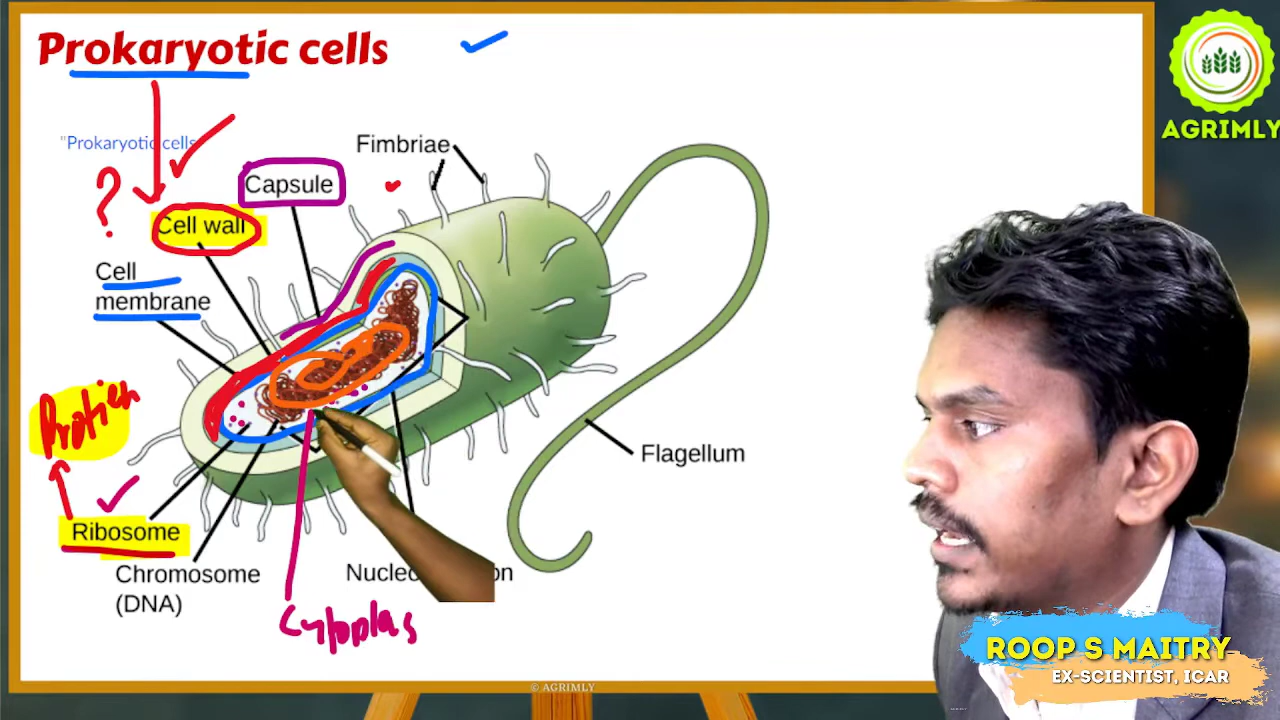 Prokaryotic cells
AGRIMLY
"Prokaryotic cells
Fimbriae
Capsule
?
Cell wall
Cell
membrane
Protien
Flagellum
Ribosome
Chromosome
(DNA)
Cytoplas
ROOP S MAITRY
EX-SCIENTIST, ICAR
© AGRIMLY